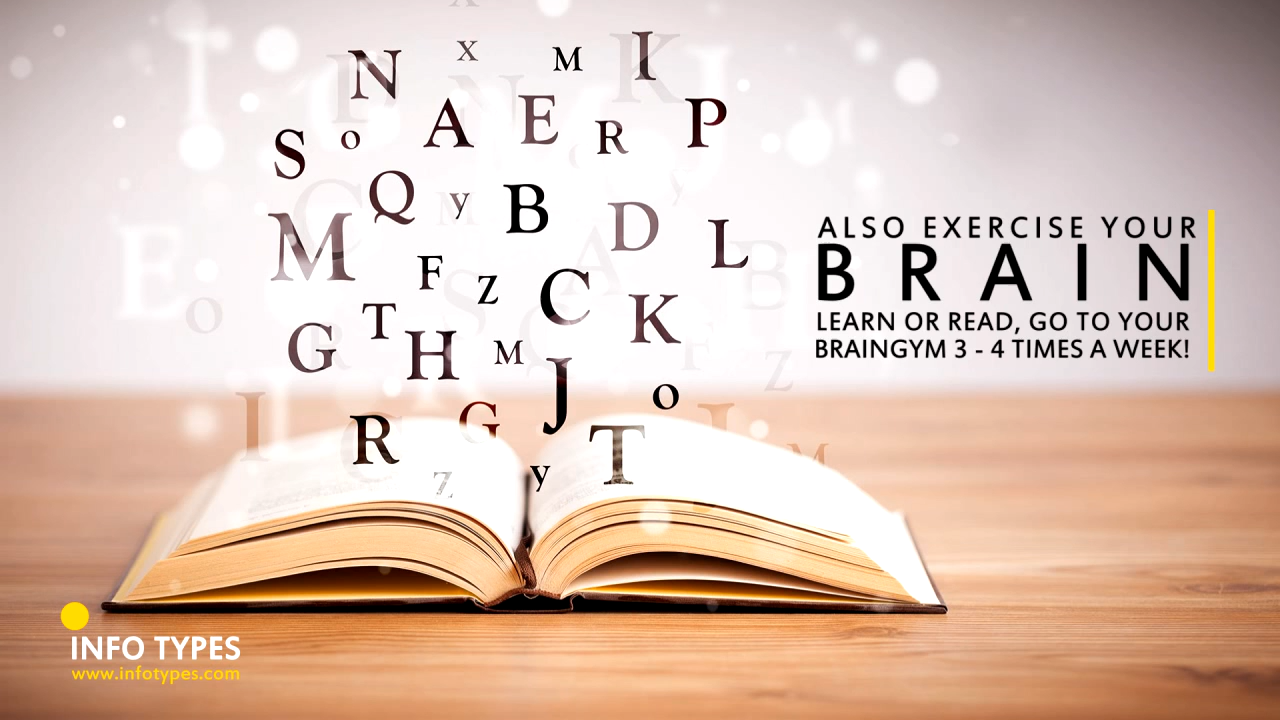 x M I
N
A E R P
S o
Q y B D L
M
F Z C K
T
G H M
J o
R G
T
Z y
ALSO EXERCISE YOUR
BRAIN
LEARN OR READ, GO TO YOUR
BRAINGYM 3 - 4 TIMES A WEEK!
INFO TYPES
www.infotypes.com